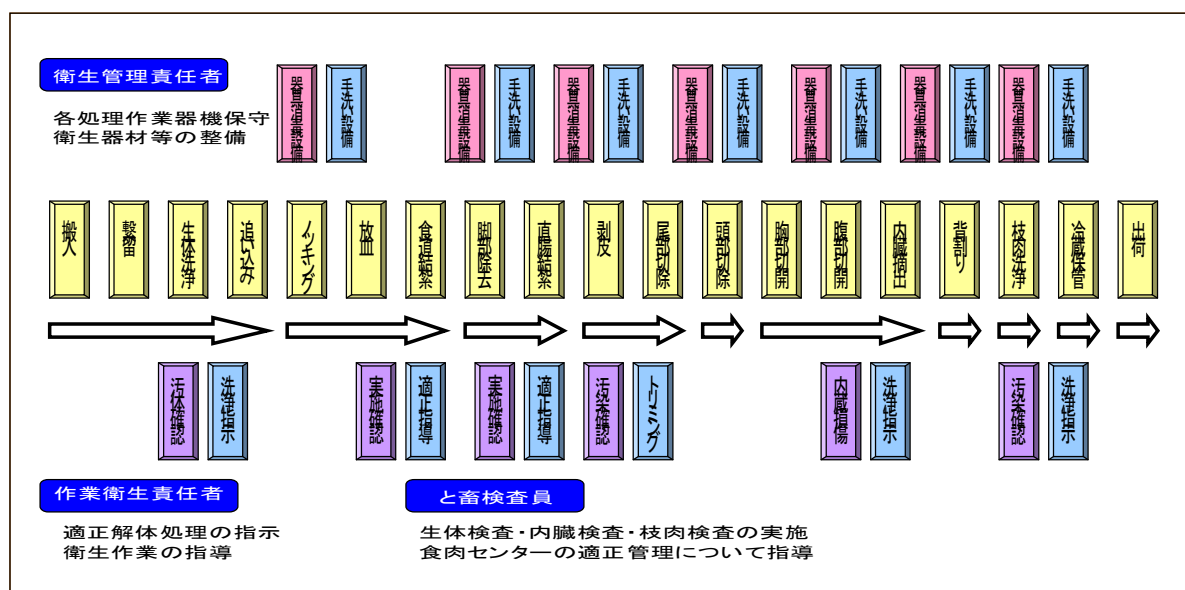 衛生管理責任者
各処理作業器機保守
衛生器材等の整備
器具消毒設備
手洗設備
器具消毒設備
手洗設備
器具消毒設備
手洗設備
器具消毒設備
手洗設備
器具消毒設備
手洗設備
器具消毒設備
手洗設備
器具消毒設備
手洗設備
搬入
繋留
生体洗浄
追い込み
放血
食道結紮
脚部除去
直腸結紮
剥皮
尾部切除
頭部切除
胸部切開
腹部切開
内臓摘出
背割り
枝肉洗浄
冷蔵保管
出荷
汚体確認
洗浄指示
実施確認
適正指導
実施確認
適正指導
汚染確認
トリミング
内蔵損傷
洗浄指示
汚染確認
洗浄指示
作業衛生責任者
適正解体処理の指示
衛生作業の指導
と畜検査員
生体検査・内臓検査・枝肉検査の実施
食肉センターの適正管理について指導